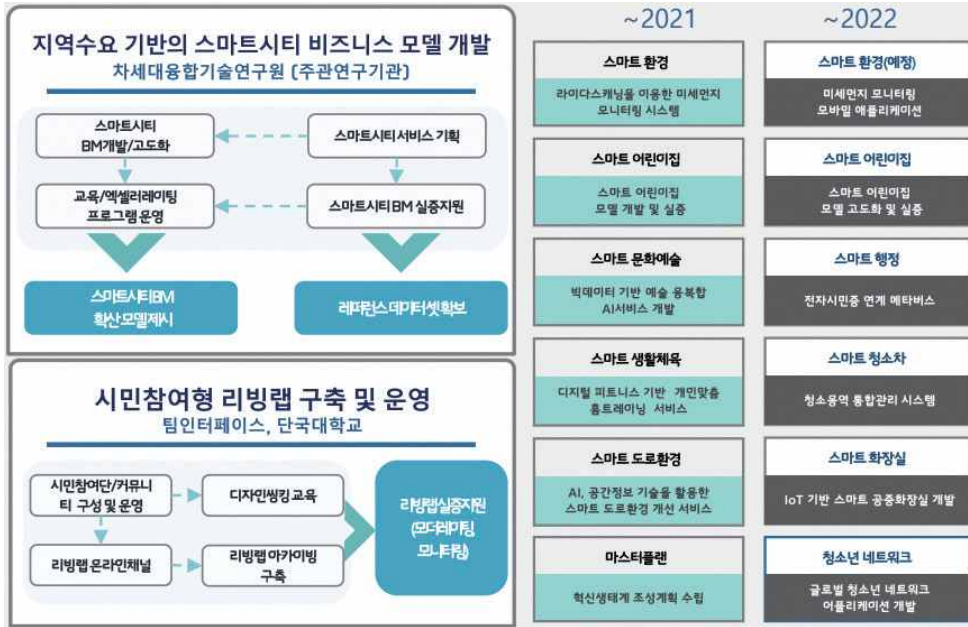 지역수요 기반의 스마트시티 비즈니스 모델 개발
차세대융합기술연구원 (주관연구기관)
스마트시티
BM개발/고도화
스마트시티 서비스 기획
교육/엑셀러레이팅
프로그램 운영
스마트시티 BM 실증지원
스마트시티 BM
확산 모델 제시
레퍼런스 데이터 셋 확보
시민참여형 리빙랩 구축 및 운영
팀인터페이스, 단국대학교
시민참여단/커뮤니
티 구성 및 운영
디자인씽킹 교육
리빙랩 온라인채널
리빙랩 아카이빙
구축
리빙랩 실증지원
(모더레이팅
모니터링)
~2021
스마트 환경
라이다스캐닝을 이용한 미세먼지
모니터링 시스템
스마트 어린이집
스마트 어린이집
모델 개발 및 실증
스마트 문화예술
빅데이터 기반 예술 융복합
AI서비스 개발
스마트 생활체육
디지털 피트니스 기반 개인맞춤
홈트레이닝 서비스
스마트 도로환경
AI, 공간정보 기술을 활용한
스마트 도로환경 개선 서비스
마스터플랜
혁신생태계 조성계획 수립
~2022
스마트 환경(예정)
미세먼지 모니터링
모바일 애플리케이션
스마트 어린이집
스마트 어린이집
모델 고도화 및 실증
스마트 행정
전자시민증 연계 메타버스
스마트 청소차
청소용역 통합관리 시스템
스마트 화장실
IoT 기반 스마트 공중화장실 개발
청소년 네트워크
글로벌 청소년 네트워크
어플리케이션 개발